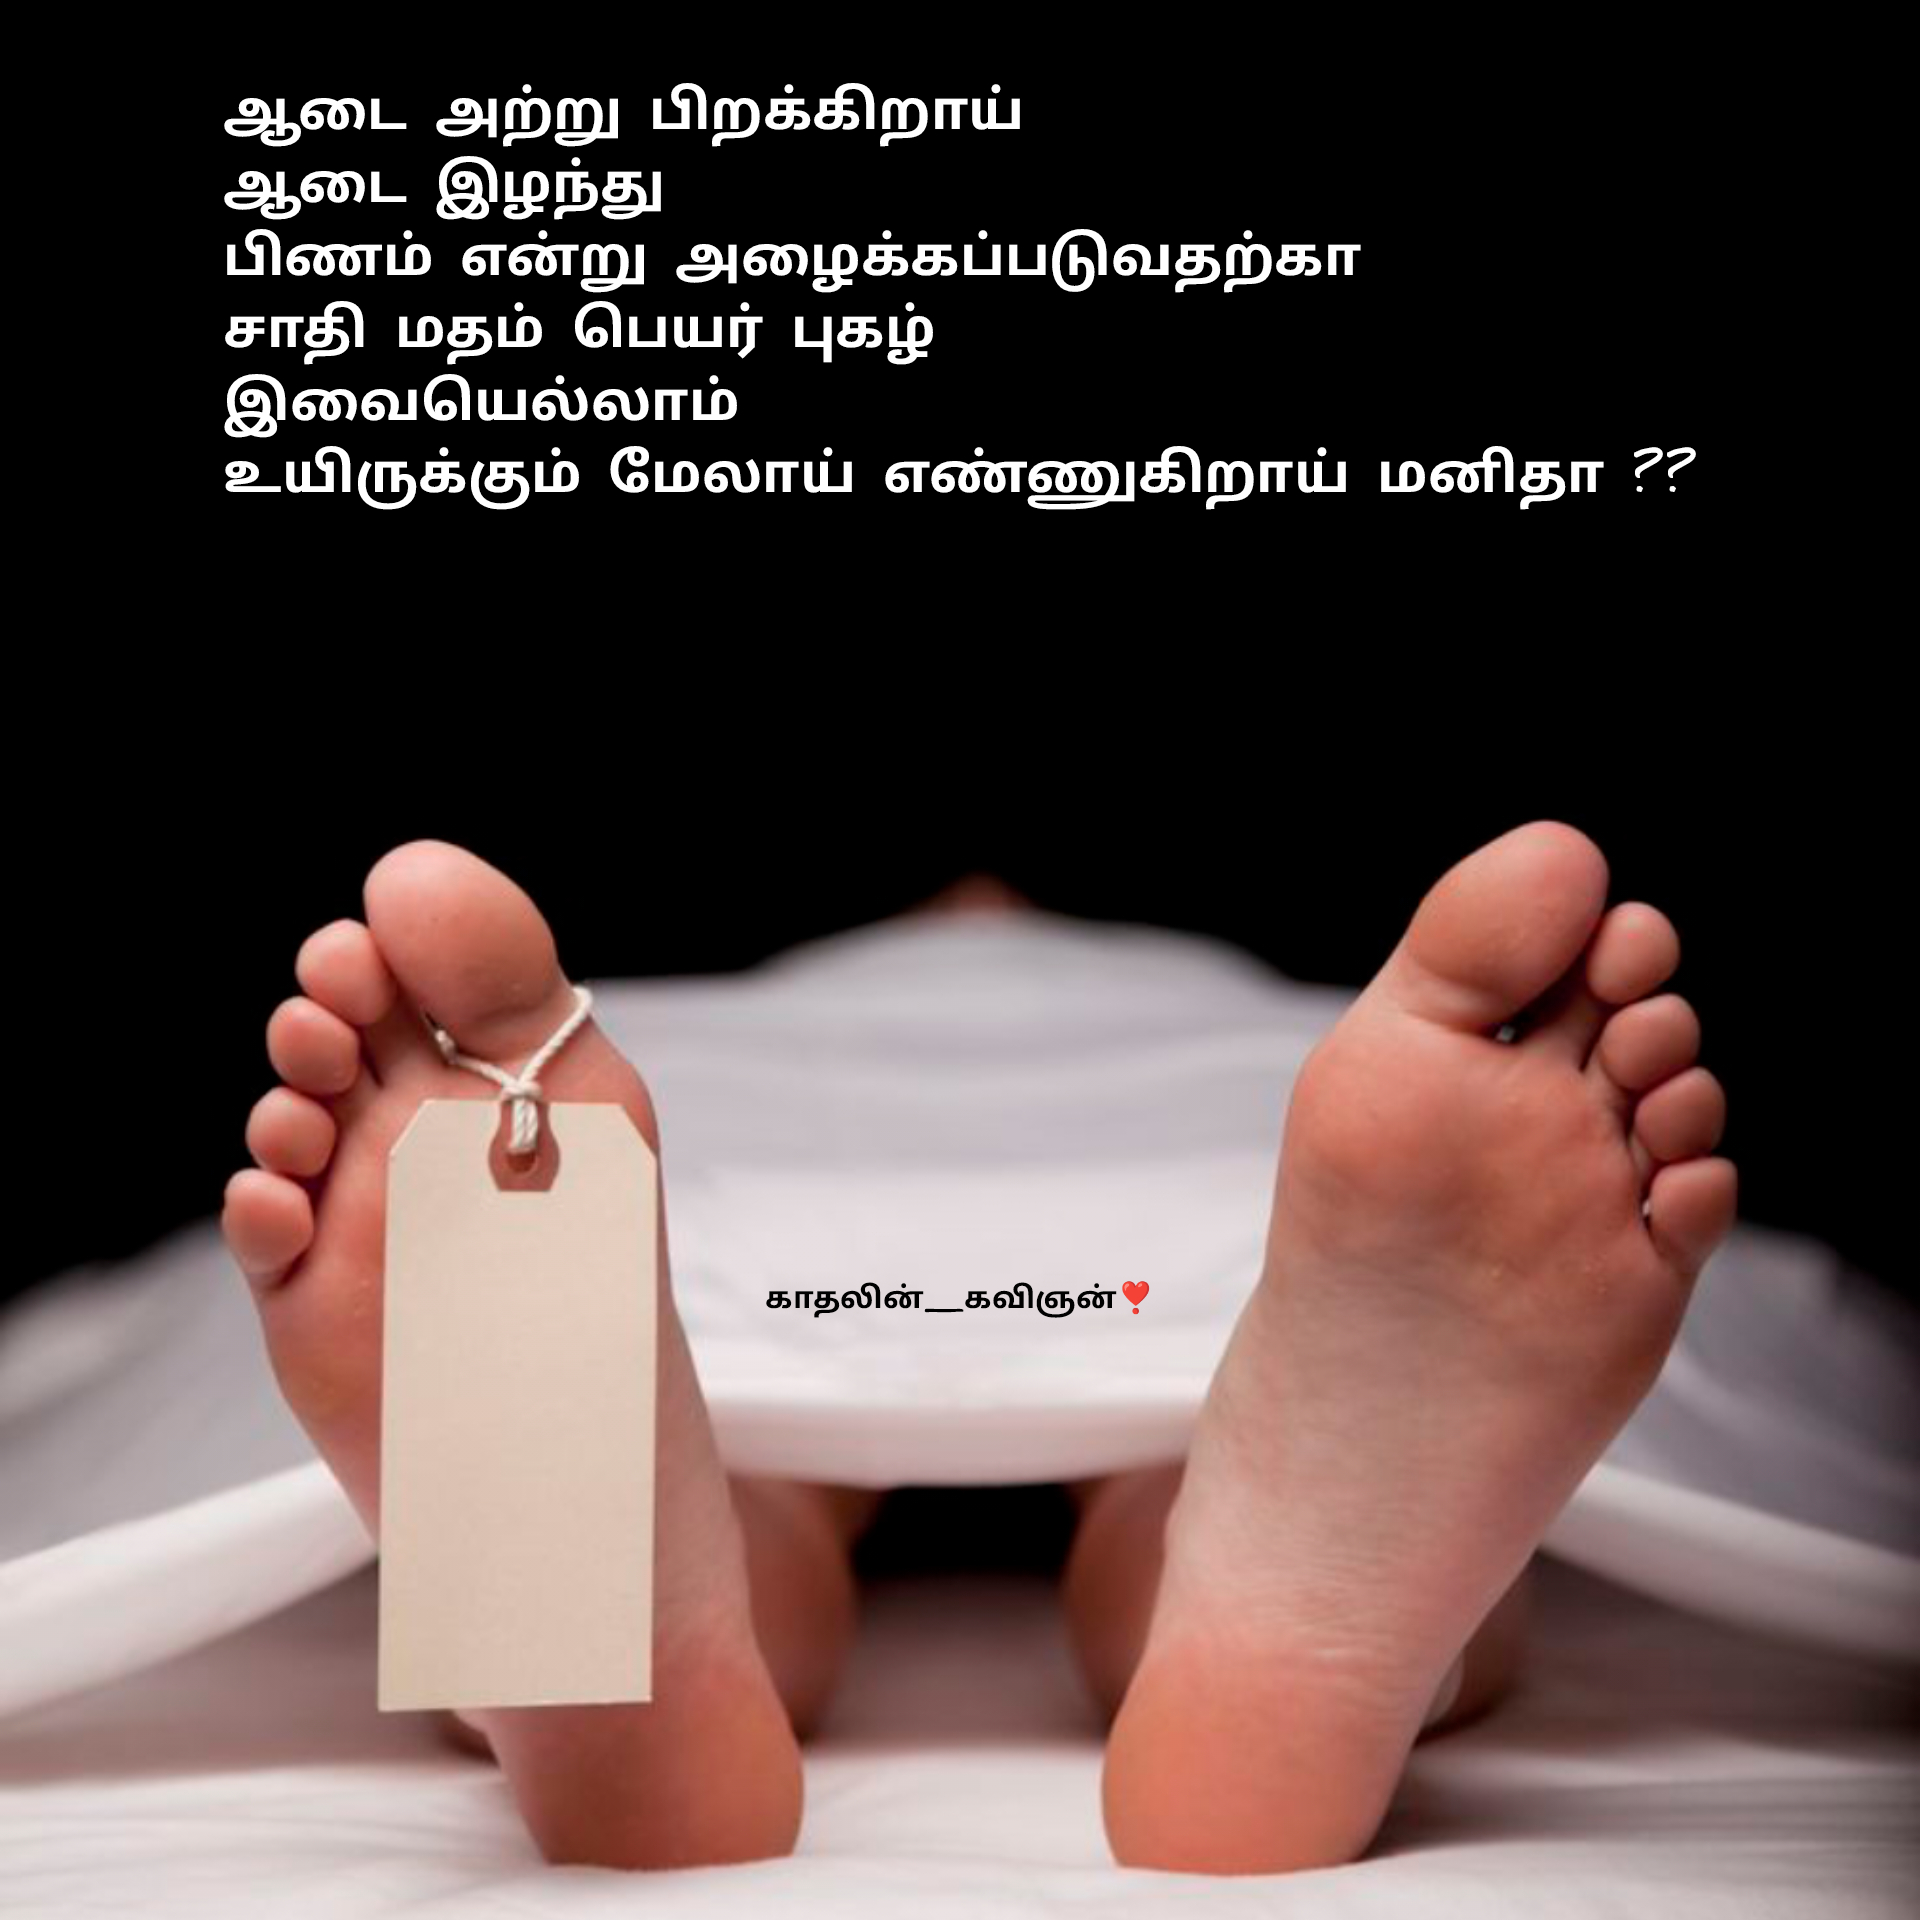 ஆடை அற்று பிறக்கிறாய்
ஆடை இழந்து
பிணம் என்று அழைக்கப்படுவதற்கா
சாதி மதம் பெயர் புகழ்
இவையெல்லாம்
உயிருக்கும் மேலாய் எண்ணுகிறாய் மனிதா ??
காதலின்__கவிஞன்❣️